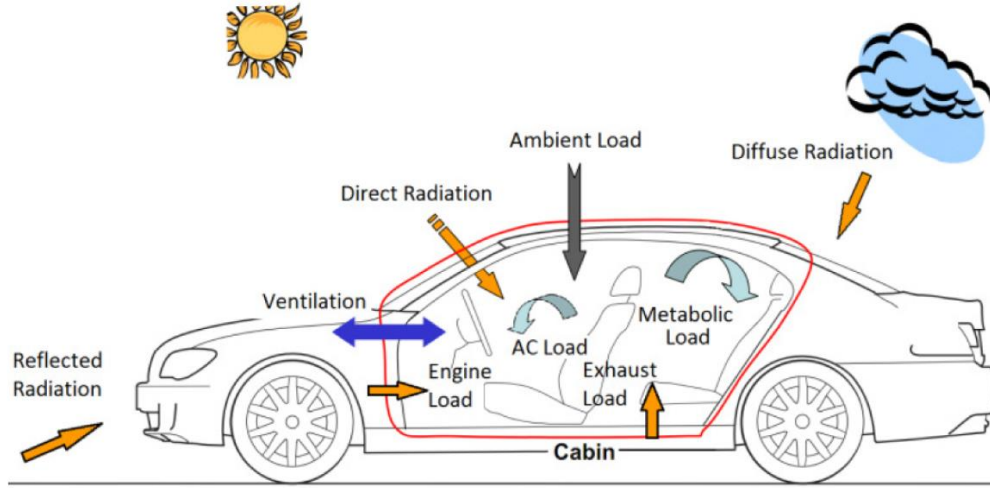 Ambient Load
Diffuse Radiation
Direct Radiation
Ventilation
Metabolic
Load
AC Load
Reflected
Radiation
Engine
Load
Exhaust
Load
Cabin